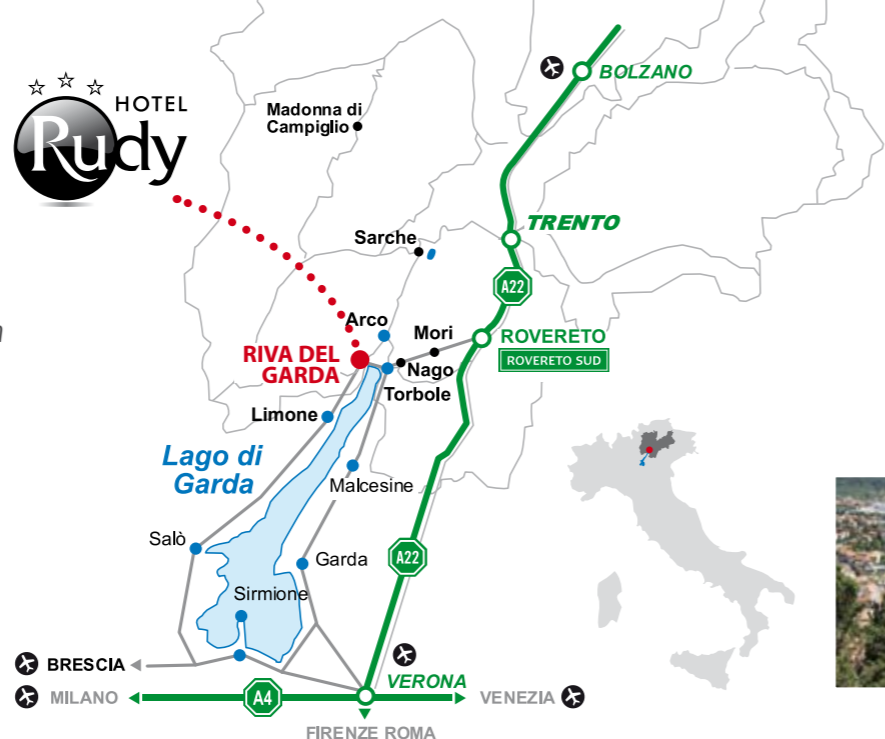 HOTEL
Rudy
BOLZANO
Madonna di
Campiglio
TRENTO
Sarche
A22
Arco
Mori
ROVERETO
RIVA DEL
GARDA
ROVERETO SUD
Nago
Torbole
Limone
Lago di
Garda
Malcesine
Salò
A22
Garda
Sirmione
BRESCIA
VERONA
MILANO
A4
VENEZIA
FIRENZE ROMA